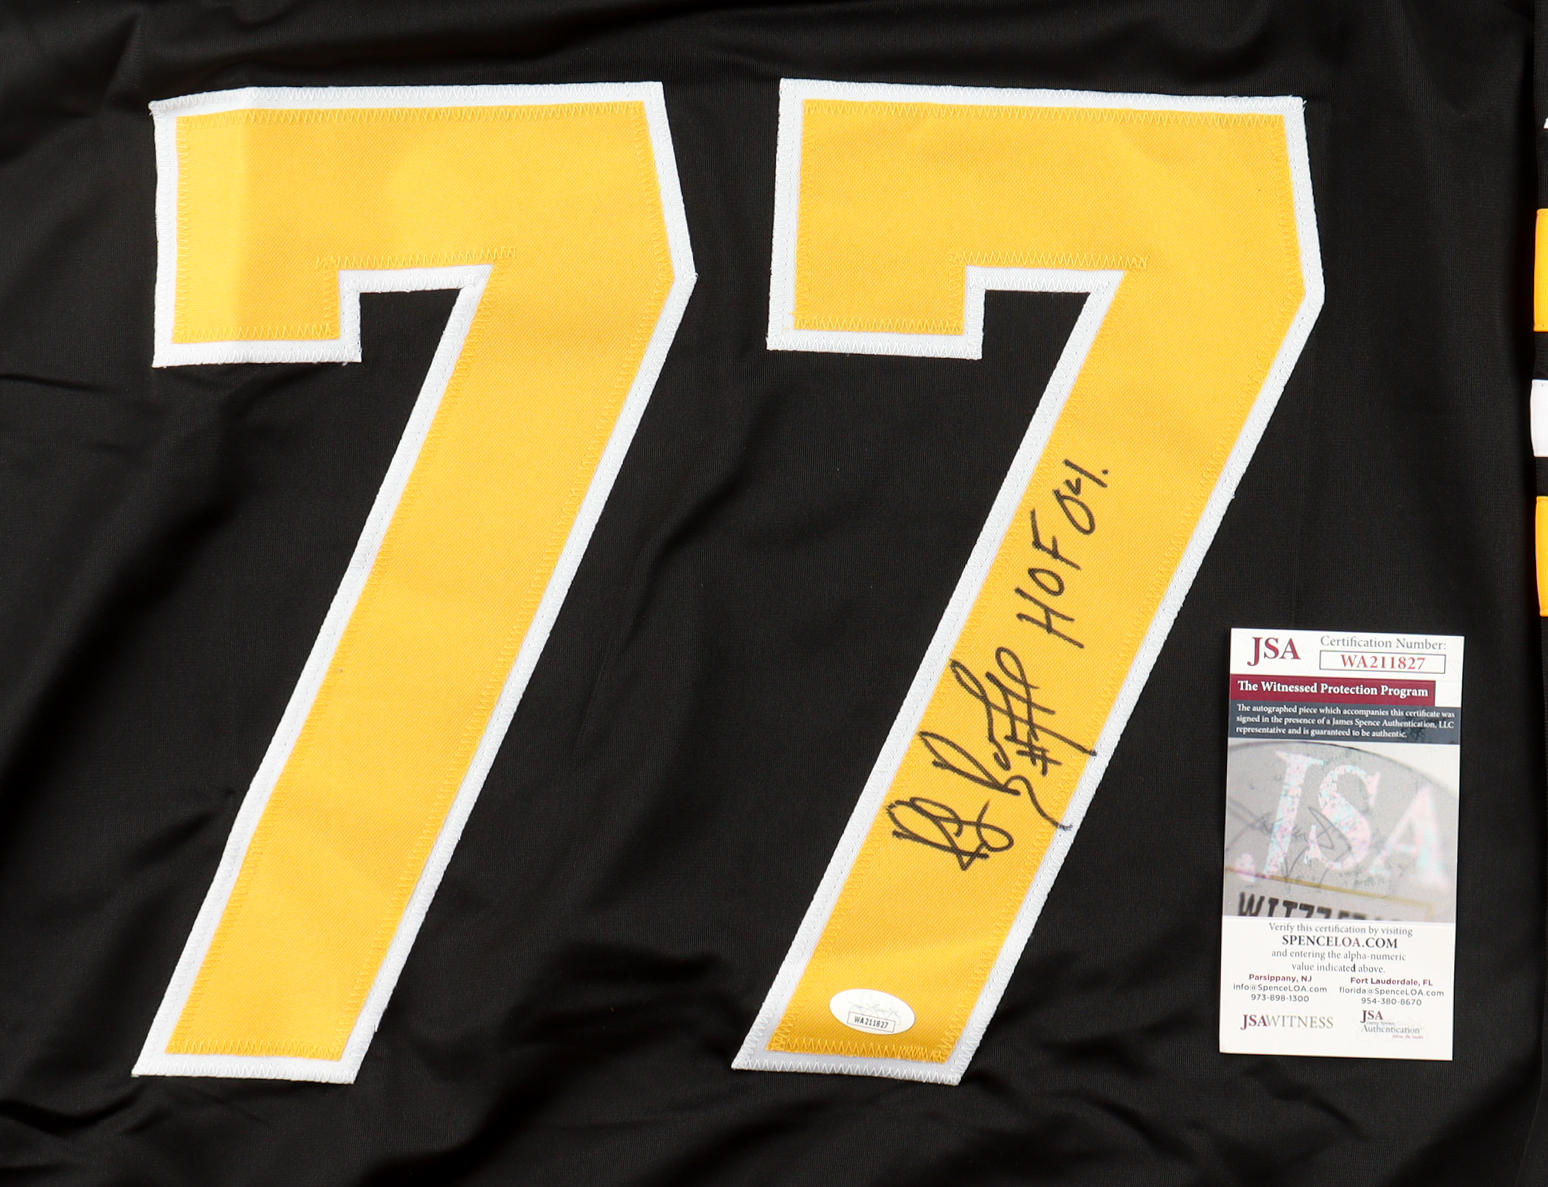 77
HOF 04.
#77
JSA
Certification Number:
WA211827
The Witnessed Protection Program
The autographed piece which accompanies this certificate was
signed in the presence of a James Spence Authentication, LLC
representative and is guaranteed to be authentic.
JSA
Verify this certification by visiting
SPENCELOA.COM
and entering the alpha-numeric
value indicated above.
Parsippany, NJ
info@SpenceLOA.com
973-898-1300
Fort Lauderdale, FL
florida@SpenceLOA.com
954-380-8670
JSAWITNESS
JSA
Authentication
WA211827